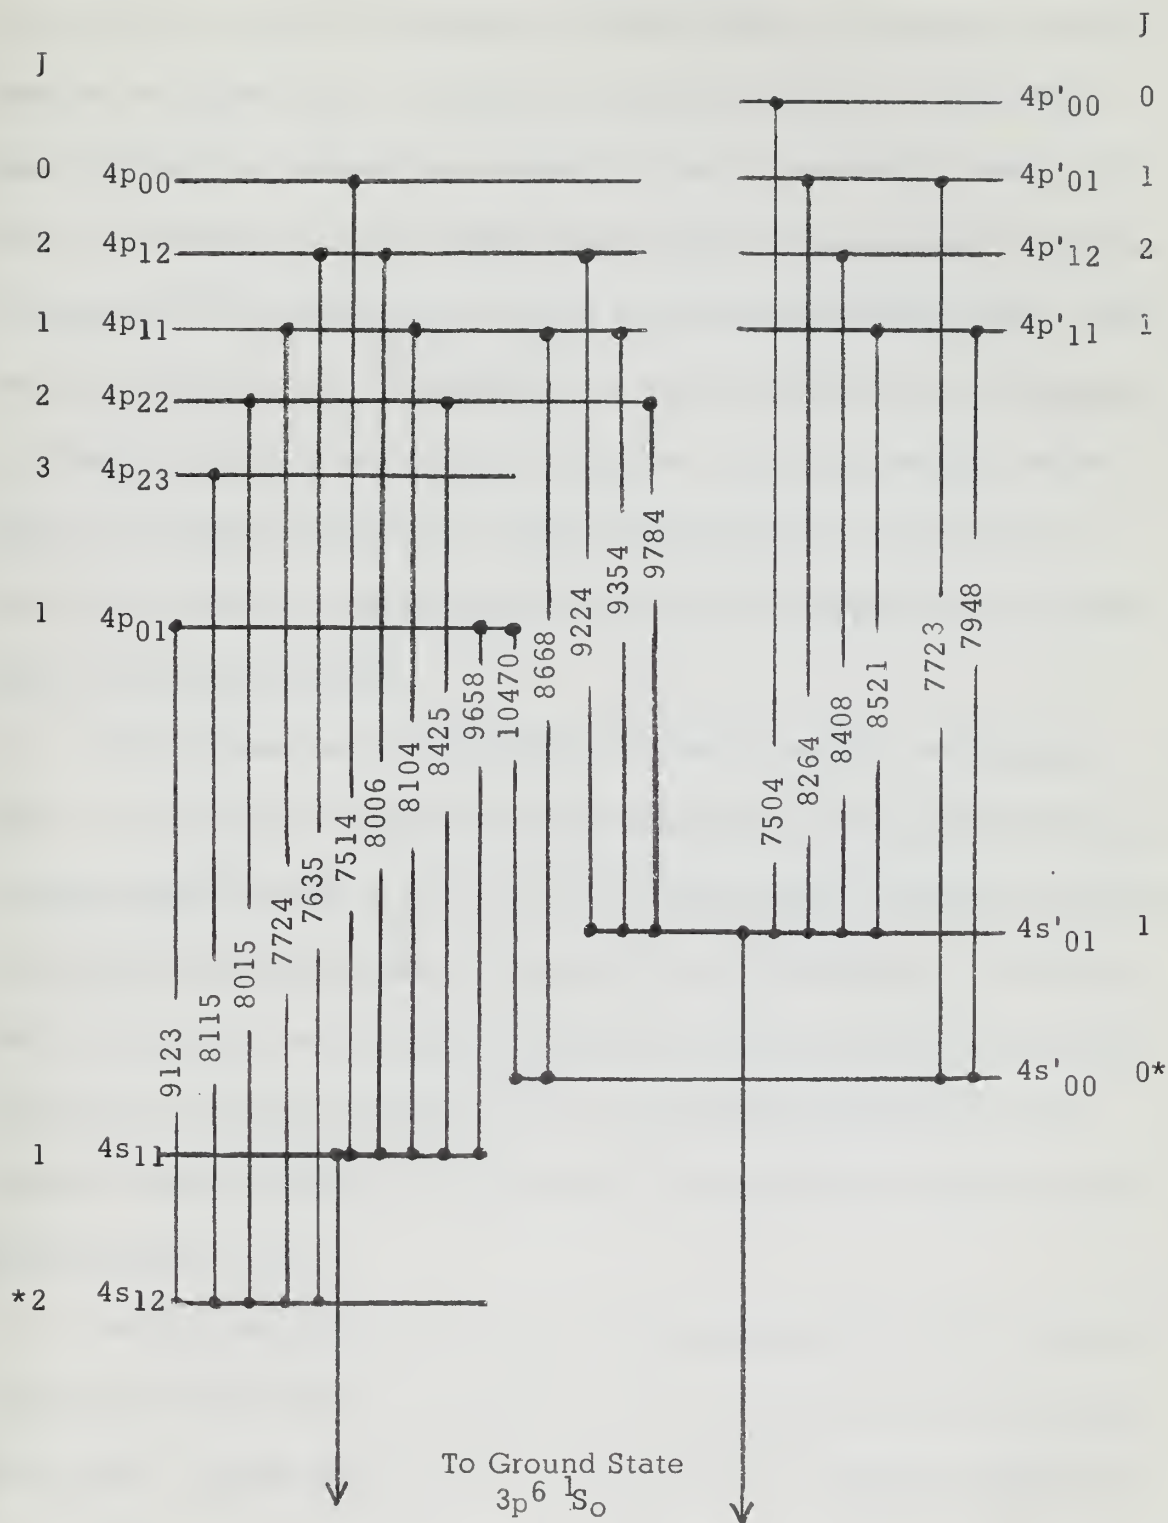 J
J
4p'00 0
0 4p00
4p'01 1
2 4p12
4p'12 2
1 4p11
4p'11 1
2 4p22
3 4p23
1 4p01
9123
8115
8015
7724
7635
7514
8006
8104
8425
9658
10470
8668
9224
9354
9784
7504
8264
8408
8521
7723
7948
4s'01 1
4s'00 0*
1 4s11
*2 4s12
To Ground State
3p6 1So